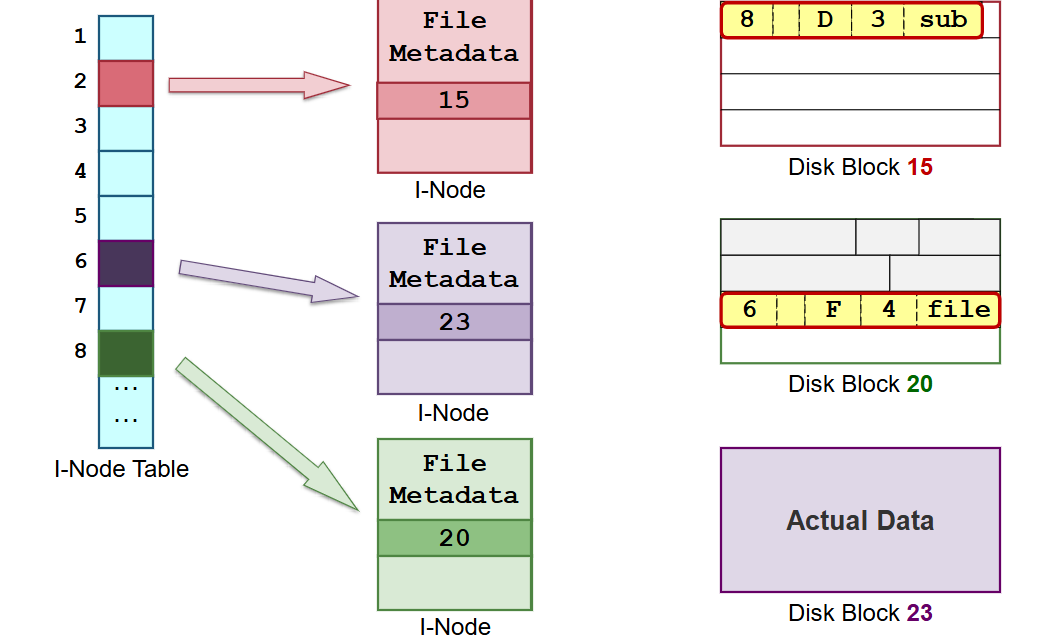 1
2
3
4
5
6
7
8
...
...
I-Node Table
File
Metadata
15
I-Node
File
Metadata
23
I-Node
File
Metadata
20
I-Node
8 D 3 sub
Disk Block 15
6 F 4 file
Disk Block 20
Actual Data
Disk Block 23